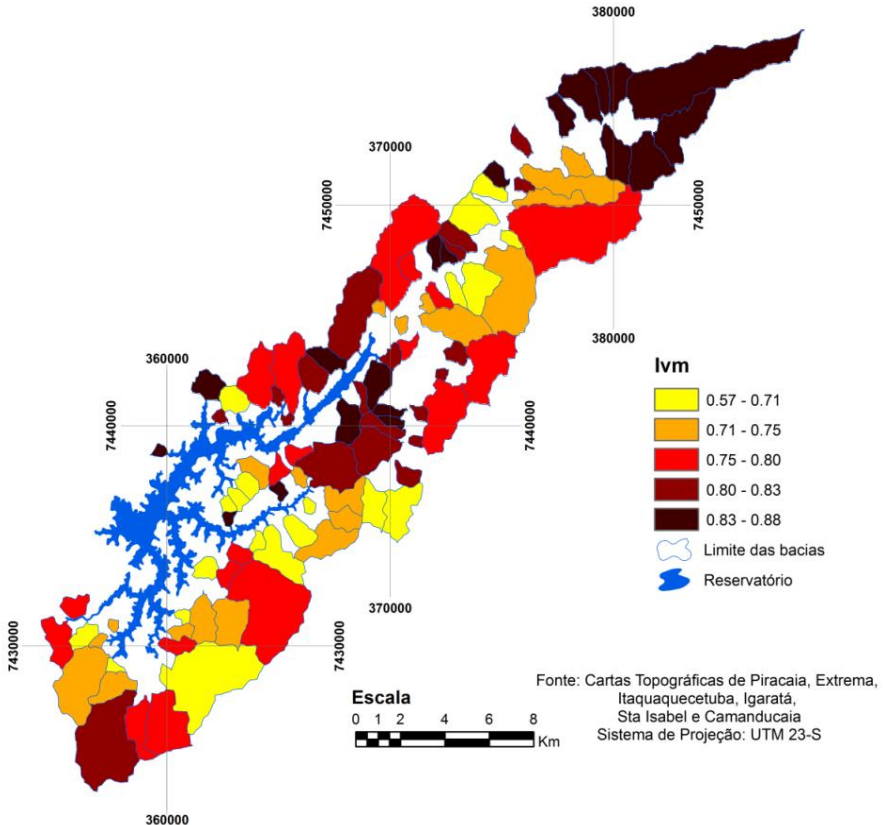 380000
370000
7450000
7450000
380000
360000
7440000
7440000
370000
7430000
7430000
360000
Ivm
0.57 - 0.71
0.71 - 0.75
0.75 - 0.80
0.80 - 0.83
0.83 - 0.88
Limite das bacias
Reservatório
Escala
0 1 2 4 6 8
Km
Fonte: Cartas Topográficas de Piracaia, Extrema,
Itaquaquecetuba, Igaratá,
Sta Isabel e Camanducaia
Sistema de Projeção: UTM 23-S